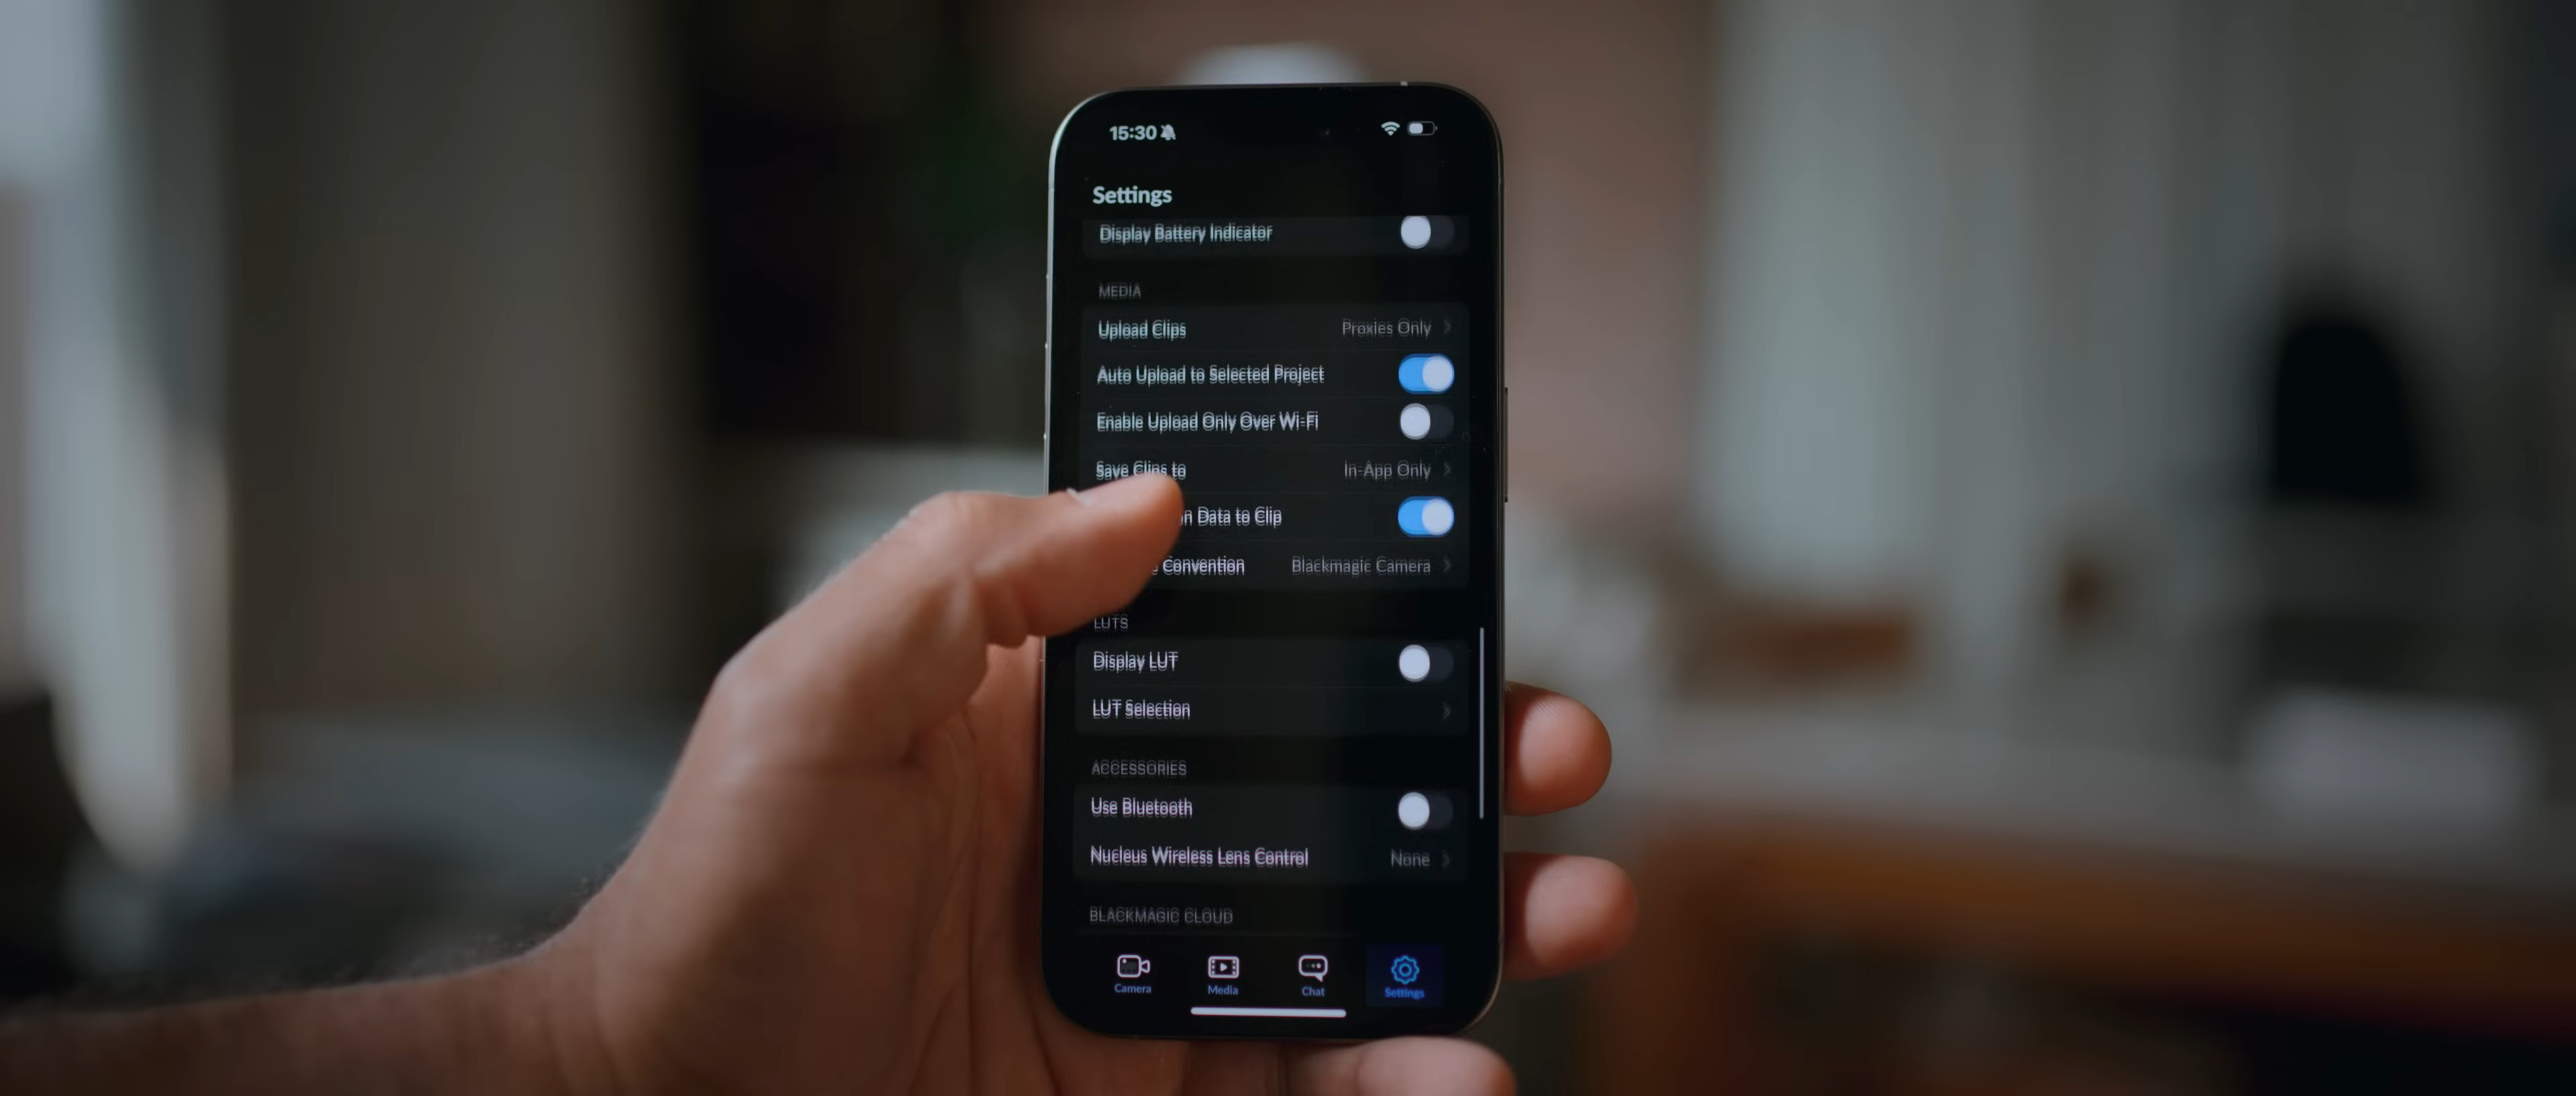 15:30
Settings
Display Battery Indicator
MEDIA
Upload Clips Proxies Only
Auto Upload to Selected Project
Enable Upload Only Over Wi-Fi
Save Clips to In-App Only
n Data to Clip
e Convention Blackmagic Camera
LUTS
Display LUT
LUT Selection
ACCESSORIES
Use Bluetooth
Nucleus Wireless Lens Control None
BLACKMAGIC CLOUD
Camera Media Chat Settings